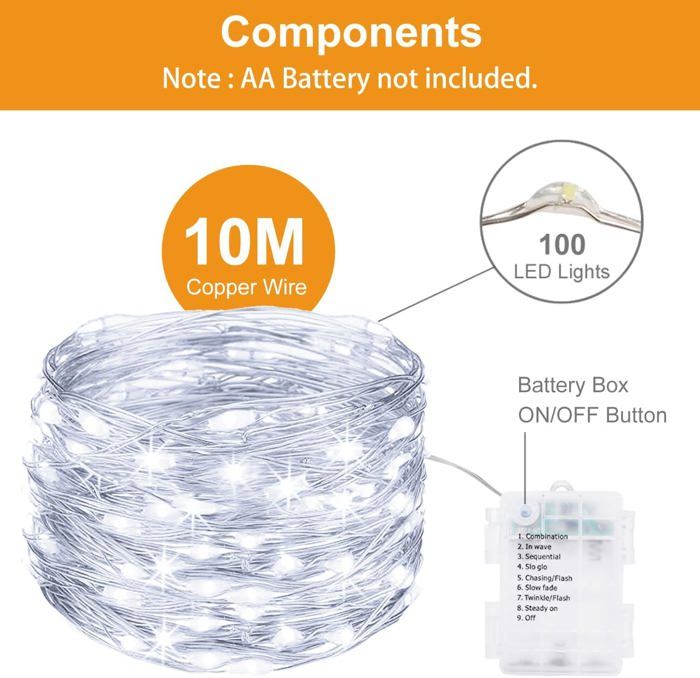 Components
Note : AA Battery not included.
10M
Copper Wire
100
LED Lights
Battery Box
ON/OFF Button
1. Combination
2. In wave
3. Sequential
4. Slo glo
5. Chasing/Flash
6. Slow fade
7. Twinkle/Flash
8. Steady on
9. Off